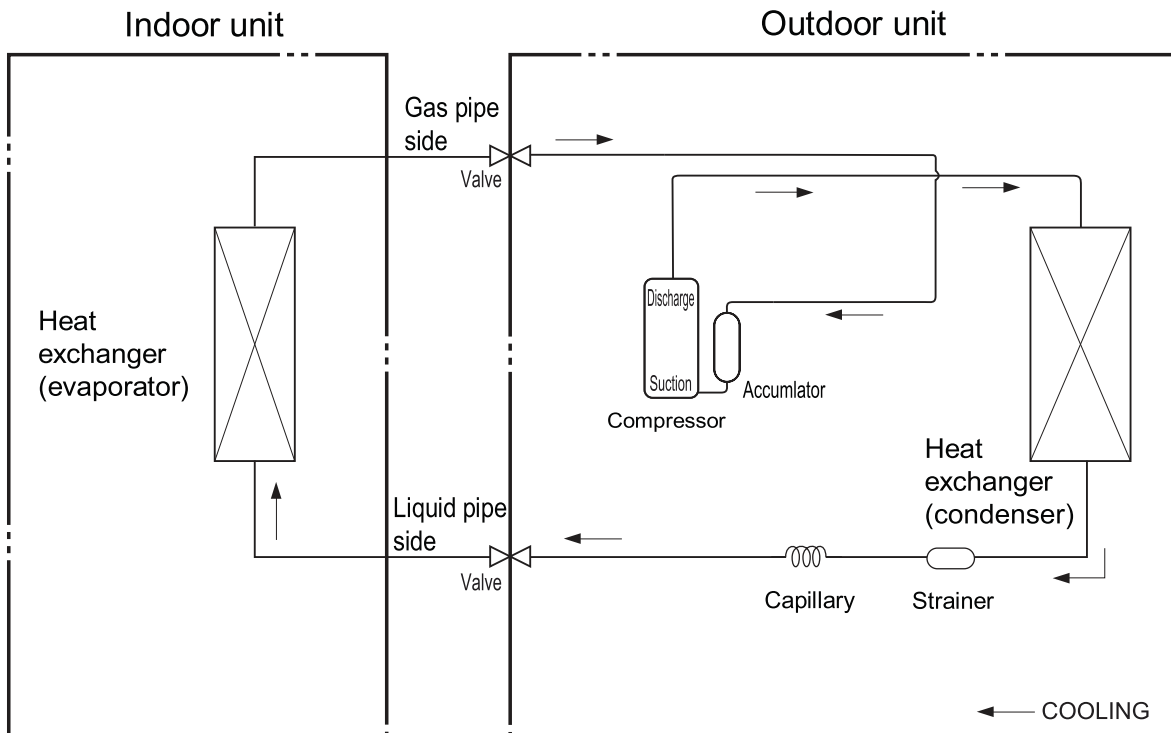 Indoor unit
Outdoor unit
Gas pipe
side
Valve
Heat
exchanger
(evaporator)
Discharge
Suction
Compressor
Accumlator
Heat
exchanger
(condenser)
Liquid pipe
side
Valve
Capillary
Strainer
COOLING